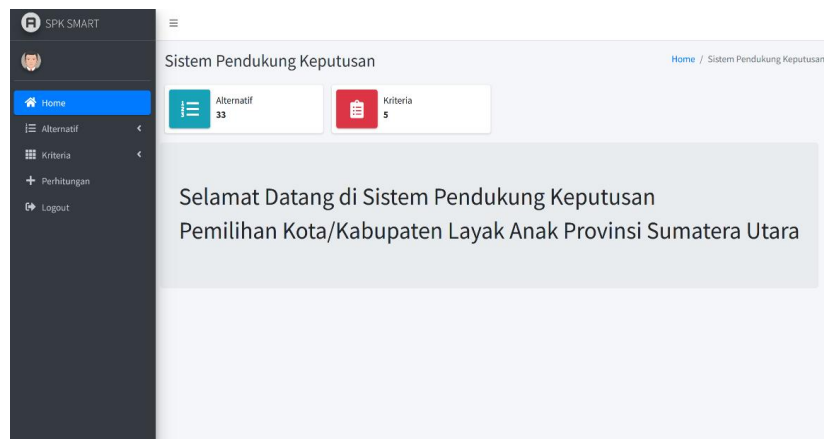 SPK SMART
Home
Alternatif
Kriteria
Perhitungan
Logout
Sistem Pendukung Keputusan
Home / Sistem Pendukung Keputusan
Alternatif
33
Kriteria
5
Selamat Datang di Sistem Pendukung Keputusan
Pemilihan Kota/Kabupaten Layak Anak Provinsi Sumatera Utara